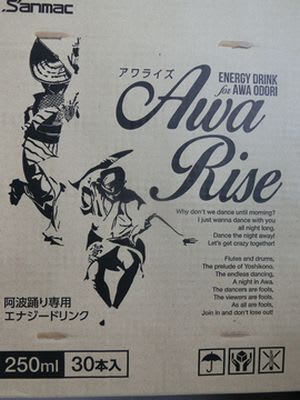 Sanmac
アワライズ
ENERGY DRINK
for AWA ODORI
Awa
Rise
Why don't we dance until morning?
I just wanna dance with you
all night long.
Dance the night away!
Let's get crazy together!
Flutes and drums,
The prelude of Yoshikono.
The endless dancing,
A night in Awa.
The dancers are fools,
The viewers are fools,
As all are fools,
Join in and don't lose out!
阿波踊り専用
エナジードリンク
250ml
30本入